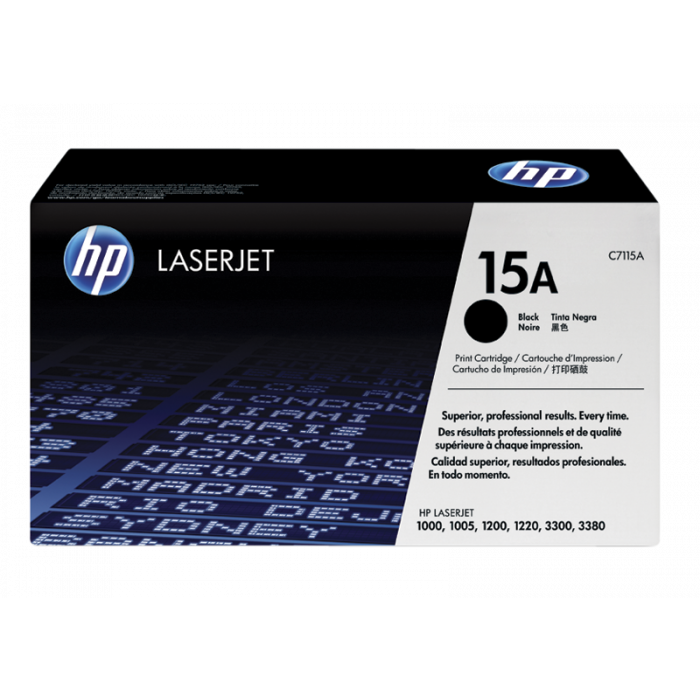 hp
hp
LASERJET
15A
C7115A
Black Tinta Negra
Noire 黑色
Print Cartridge / Cartouche d'Impression /
Cartucho de Impresión / 打印硒鼓
Superior, professional results. Every time.
Des résultats professionnels et de qualité
supérieure à chaque impression.
Calidad superior, resultados profesionales.
En todo momento.
HP LASERJET
1000, 1005, 1200, 1220, 3300, 3380
LONDON
MIAMI
PARIS
TOKYO
HONG KO
NEW YORK
MADRID
RIO DEJ